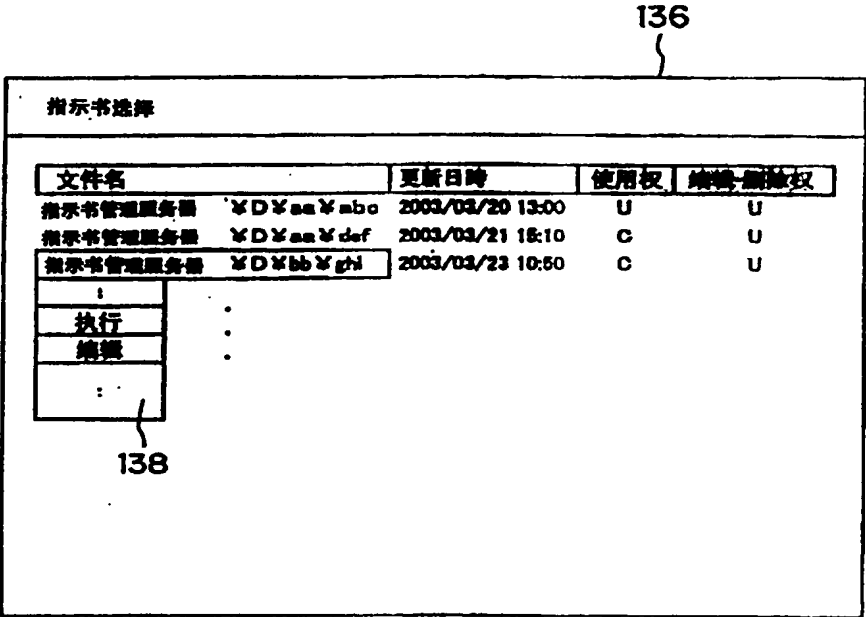 136
指示书选择
文件名 更新日時 使用权 编辑·删除权
指示书管理服务器 ¥D¥aa¥abc 2003/03/20 13:00 U U
指示书管理服务器 ¥D¥aa¥def 2003/03/21 15:10 C U
指示书管理服务器 ¥D¥bb¥ghi 2003/03/23 10:50 C U
:
执行
编辑
:
138